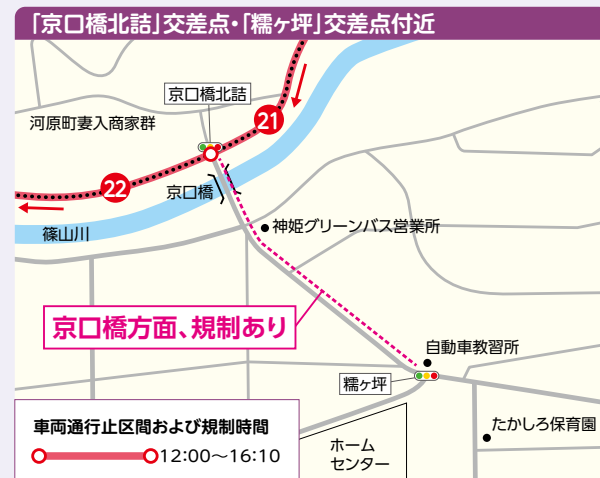 「京口橋北詰」交差点・「糯ヶ坪」交差点付近
京口橋北詰
河原町妻入商家群
21
22
京口橋
篠山川
神姫グリーンバス営業所
京口橋方面、規制あり
自動車教習所
糯ヶ坪
たかしろ保育園
ホーム
センター
車両通行止区間および規制時間
12:00〜16:10